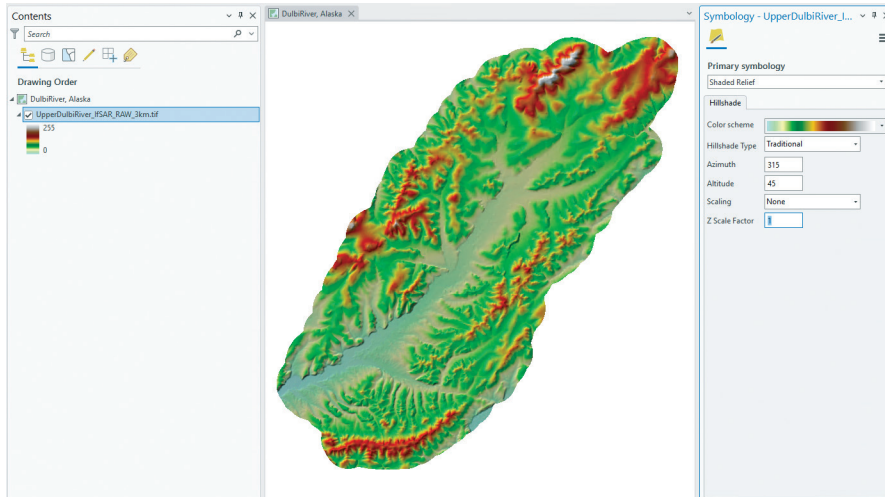 Contents
Search
Drawing Order
DulbiRiver, Alaska
UpperDulbiRiver_IfSAR_RAW_3km.tif
255
0
DulbiRiver, Alaska
Symbology - UpperDulbiRiver_I...
Primary symbology
Shaded Relief
Hillshade
Color scheme
Hillshade Type Traditional
Azimuth 315
Altitude 45
Scaling None
Z Scale Factor 1